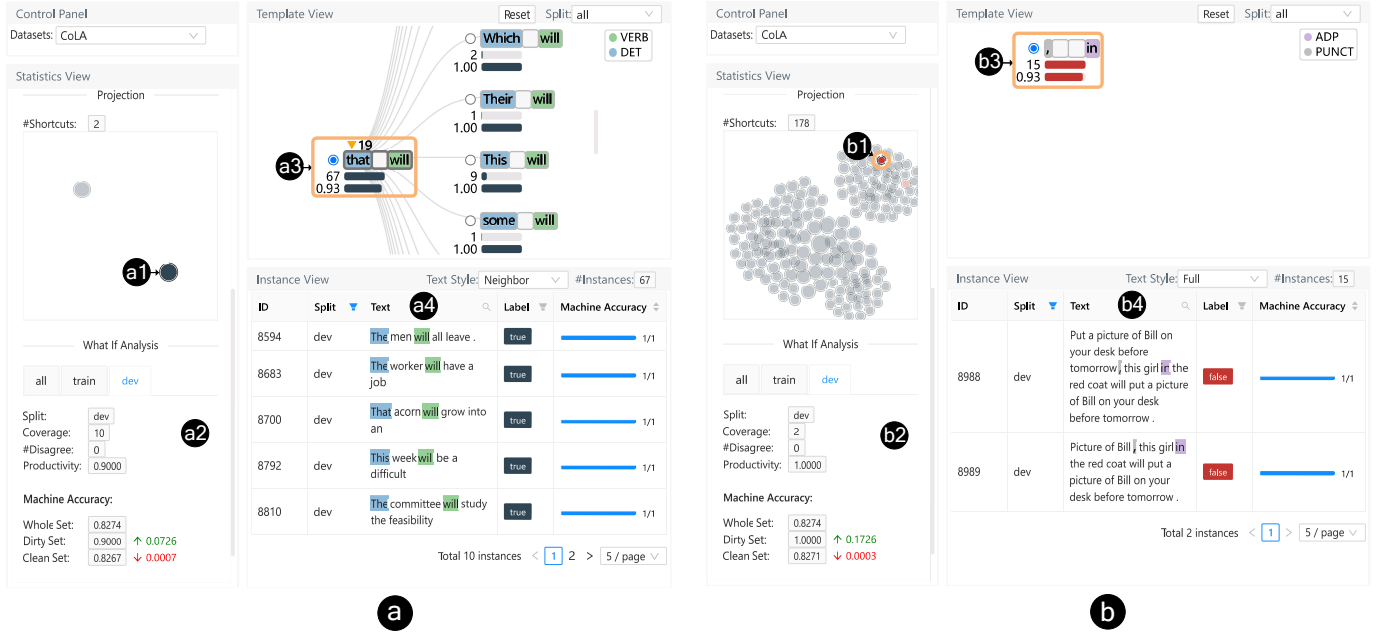 Control Panel
Datasets: CoLA
Statistics View
Projection
#Shortcuts: 2
a1
What If Analysis
all train dev
Split: dev
Coverage: 10
#Disagree: 0
Productivity: 0.9000
a2
Machine Accuracy:
Whole Set: 0.8274
Dirty Set: 0.9000 ↑ 0.0726
Clean Set: 0.8267 ↓ 0.0007
Template View Reset Split: all
VERB
DET
Which will
2
1.00
Their will
1
1.00
a3
19
that will
67
0.93
This will
9
1.00
some will
1
1.00
Instance View Text Style: Neighbor #Instances: 67
ID Split Text a4 Label Machine Accuracy
8594 dev The men will all leave . true 1/1
8683 dev The worker will have a
job true 1/1
8700 dev That acorn will grow into
an true 1/1
8792 dev This week wil be a
difficult true 1/1
8810 dev The committee will study
the feasibility true 1/1
Total 10 instances < 1 2 > 5 / page
a
Control Panel
Datasets: CoLA
Statistics View
Projection
#Shortcuts: 178
b1
What If Analysis
all train dev
Split: dev
Coverage: 2
#Disagree: 0
Productivity: 1.0000
b2
Machine Accuracy:
Whole Set: 0.8274
Dirty Set: 1.0000 ↑ 0.1726
Clean Set: 0.8271 ↓ 0.0003
Template View Reset Split: all
ADP
PUNCT
b3
, in
15
0.93
Instance View Text Style: Full #Instances: 15
ID Split Text b4 Label Machine Accuracy
8988 dev Put a picture of Bill on
your desk before
tomorrow , this girl in the
red coat will put a picture
of Bill on your desk
before tomorrow . false 1/1
8989 dev Picture of Bill , this girl in
the red coat will put a
picture of Bill on your
desk before tomorrow . false 1/1
Total 2 instances < 1 > 5 / page
b